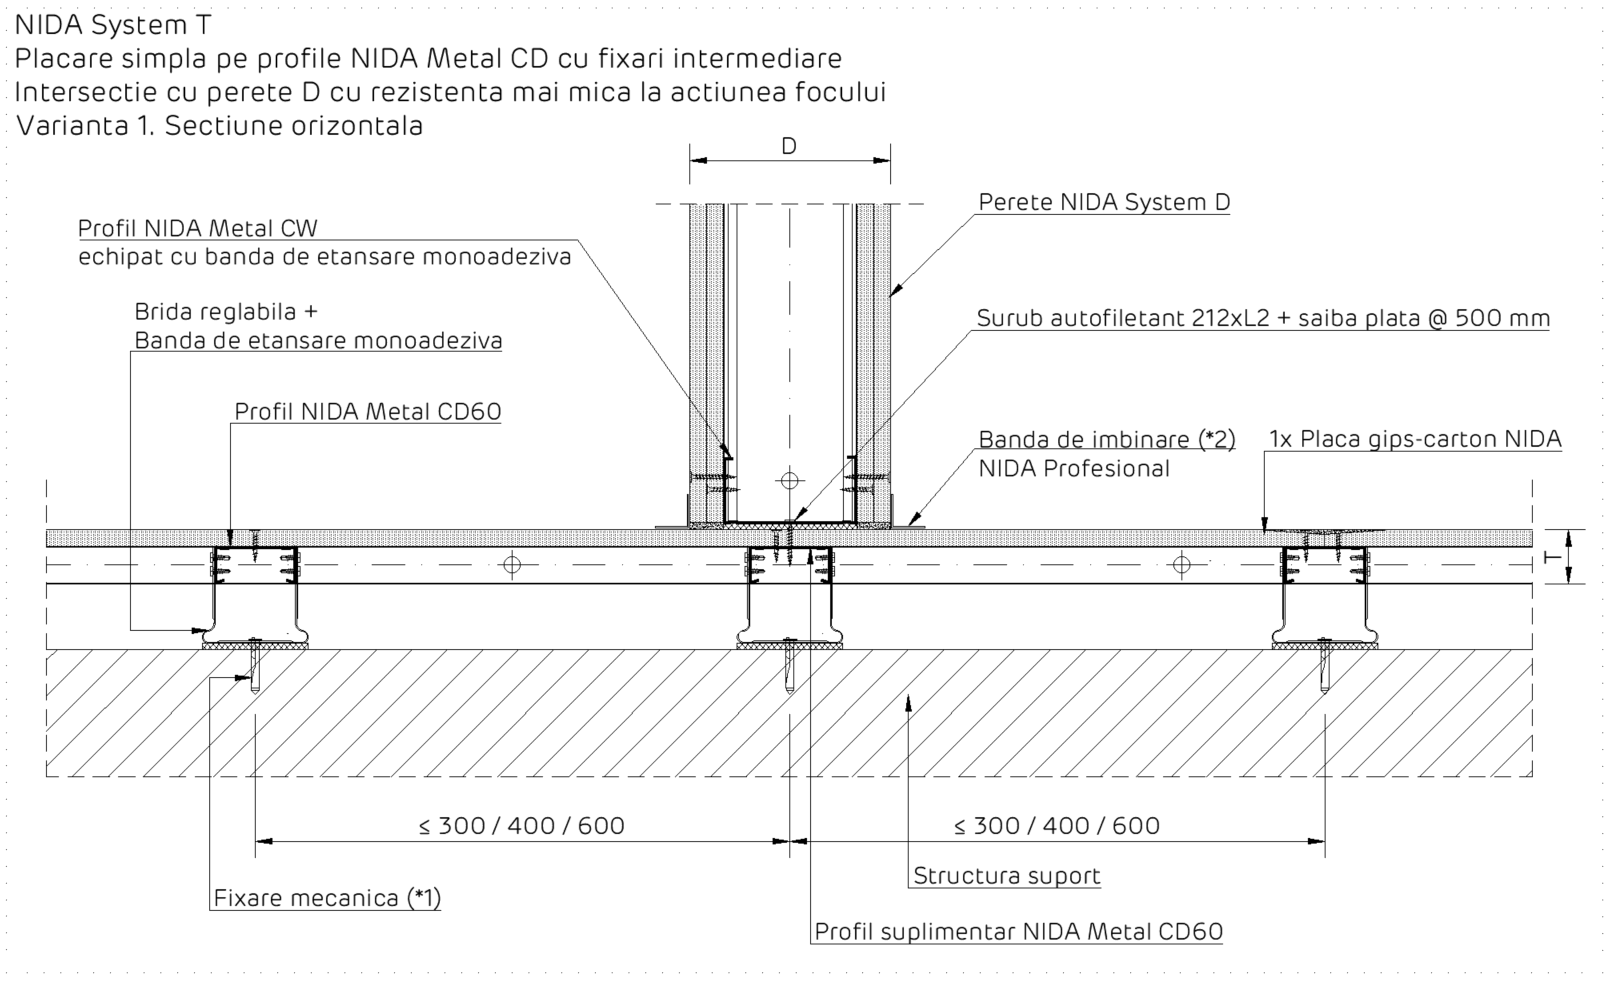 NIDA System T
Placare simpla pe profile NIDA Metal CD cu fixari intermediare
Intersectie cu perete D cu rezistenta mai mica la actiunea focului
Varianta 1. Sectiune orizontala
D
Perete NIDA System D
Profil NIDA Metal CW
echipat cu banda de etansare monoadeziva
Brida reglabila +
Banda de etansare monoadeziva
Surub autofiletant 212xL2 + saiba plata @ 500 mm
Profil NIDA Metal CD60
Banda de imbinare (*2)
NIDA Profesional
1x Placa gips-carton NIDA
T
≤ 300 / 400 / 600
≤ 300 / 400 / 600
Structura suport
Fixare mecanica (*1)
Profil suplimentar NIDA Metal CD60